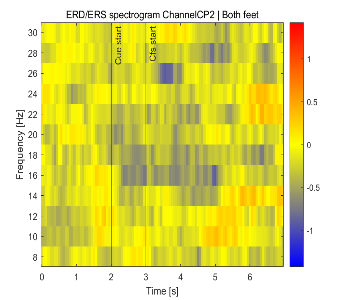 ERD/ERS spectrogram ChannelCP2 | Both feet
Frequency [Hz]
30
28
26
24
22
20
18
16
14
12
10
8
Cue start
Cfs start
0 1 2 3 4 5 6
Time [s]
1
0.5
0
-0.5
-1